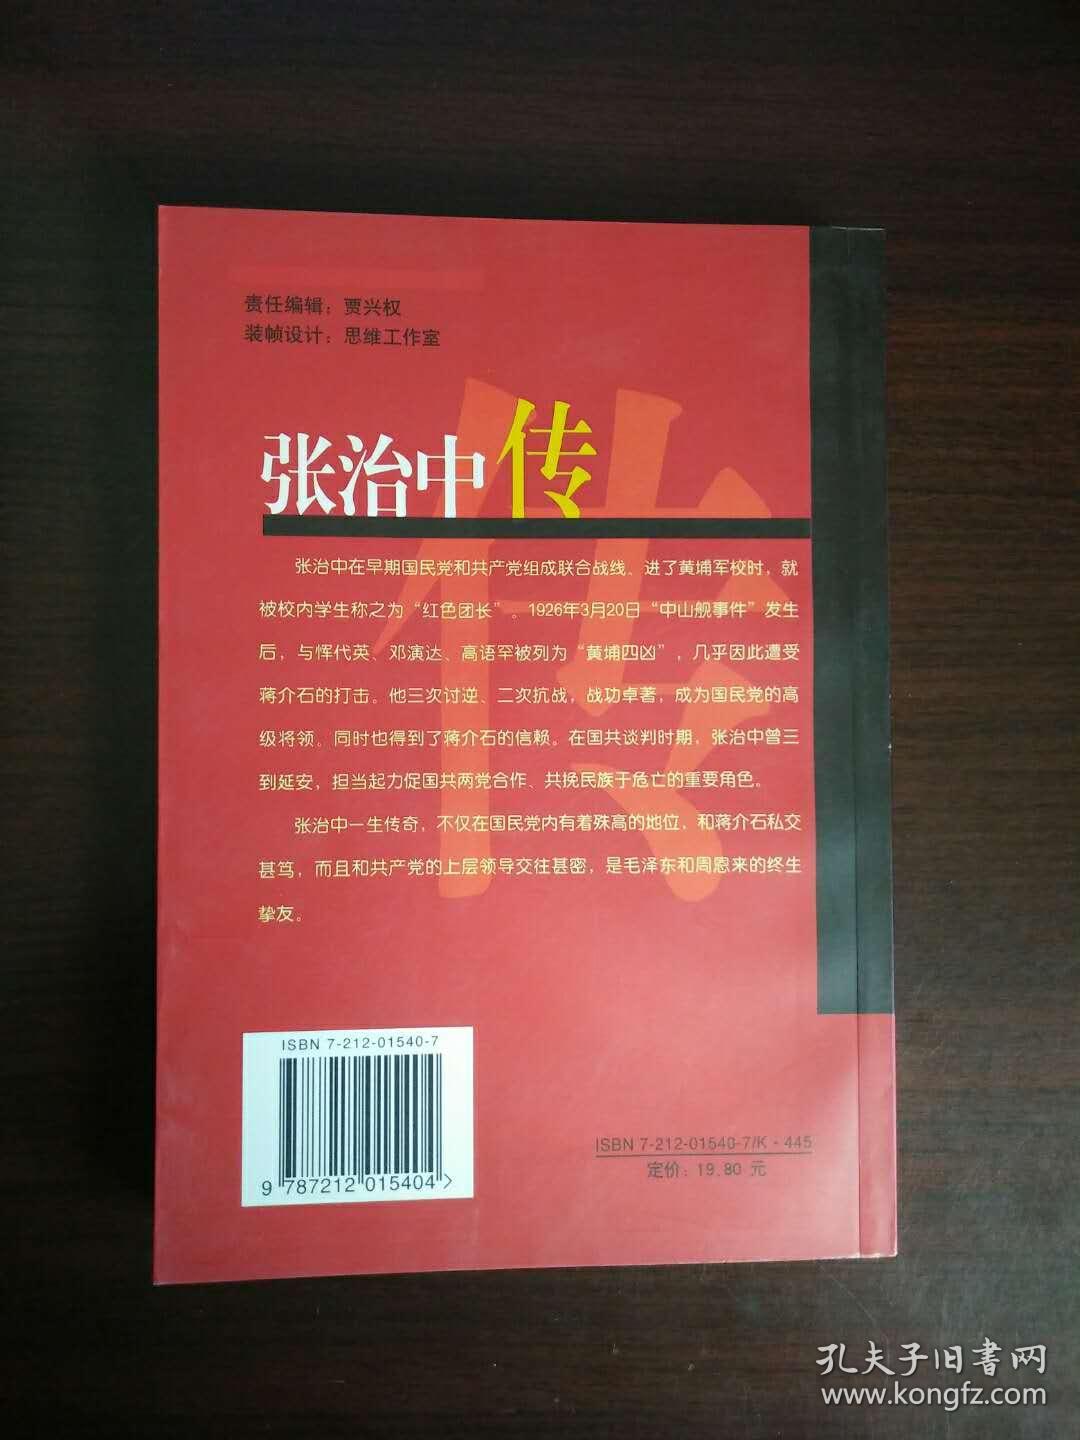 责任编辑：贾兴权
装帧设计：思维工作室
张治中传
张治中在早期国民党和共产党组成联合战线、进了黄埔军校时，就
被校内学生称之为“红色团长”。1926年3月20日“中山舰事件”发生
后，与恽代英、邓演达、高语罕被列为“黄埔四凶”，几乎因此遭受
蒋介石的打击。他三次讨逆、二次抗战，战功卓著，成为国民党的高
级将领。同时也得到了蒋介石的信赖。在国共谈判时期，张治中曾三
到延安，担当起力促国共两党合作、共挽民族于危亡的重要角色。
张治中一生传奇，不仅在国民党内有着殊高的地位，和蒋介石私交
甚笃，而且和共产党的上层领导交往甚密，是毛泽东和周恩来的终生
挚友。
ISBN 7-212-01540-7
9 787212 015404 >
ISBN 7-212-01540-7/K·445
定价：19.80 元
孔夫子旧书网
www.kongfz.com